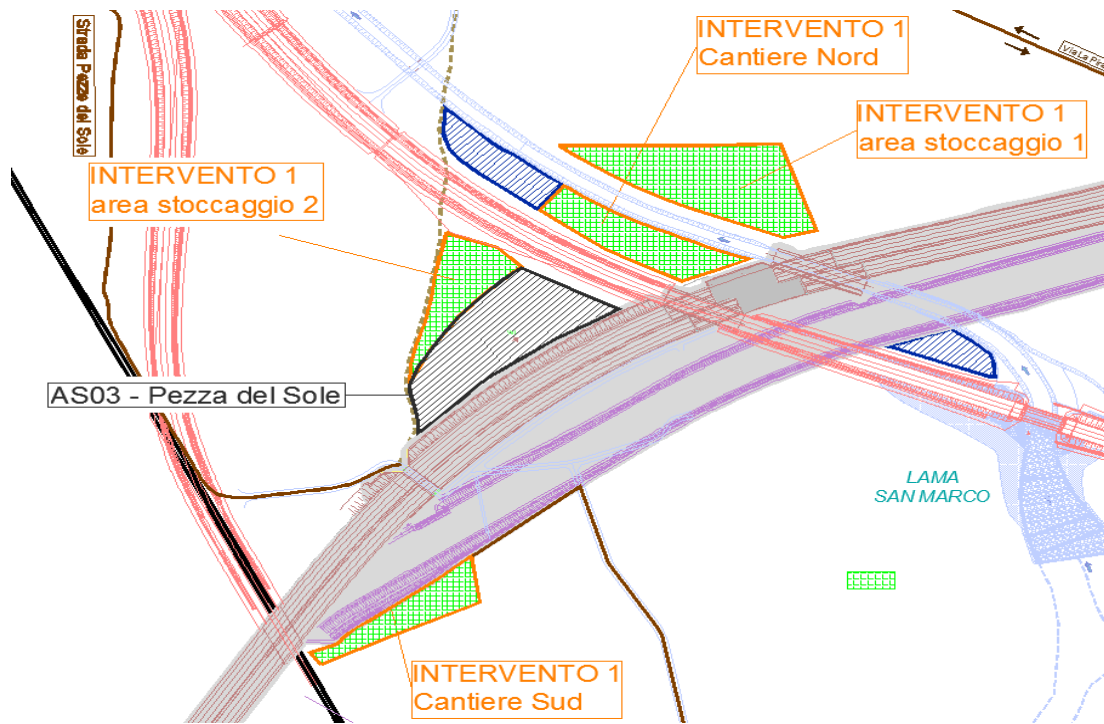 INTERVENTO 1
Cantiere Nord
Strada Pezze del Sole
INTERVENTO 1
area stoccaggio 1
INTERVENTO 1
area stoccaggio 2
AS03 - Pezza del Sole
LAMA
SAN MARCO
INTERVENTO 1
Cantiere Sud